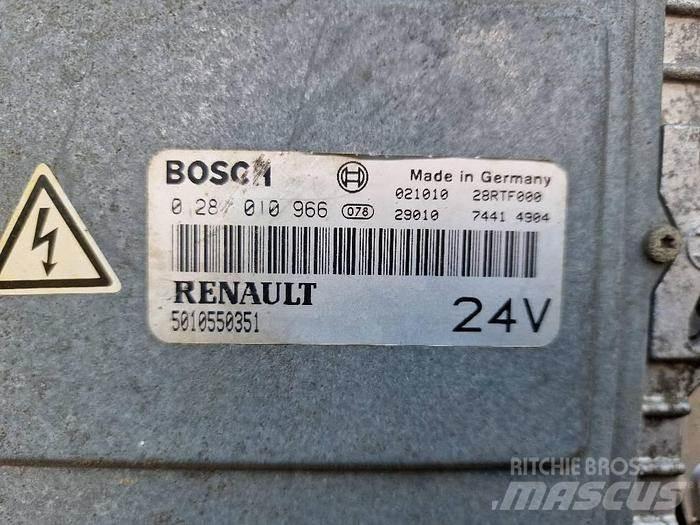 BOSCH
Made in Germany
0 281 010 966 078
021010 28RTF000
29010 7441 4904
RENAULT
5010550351
24V
RITCHIE BROS.
MASCUS